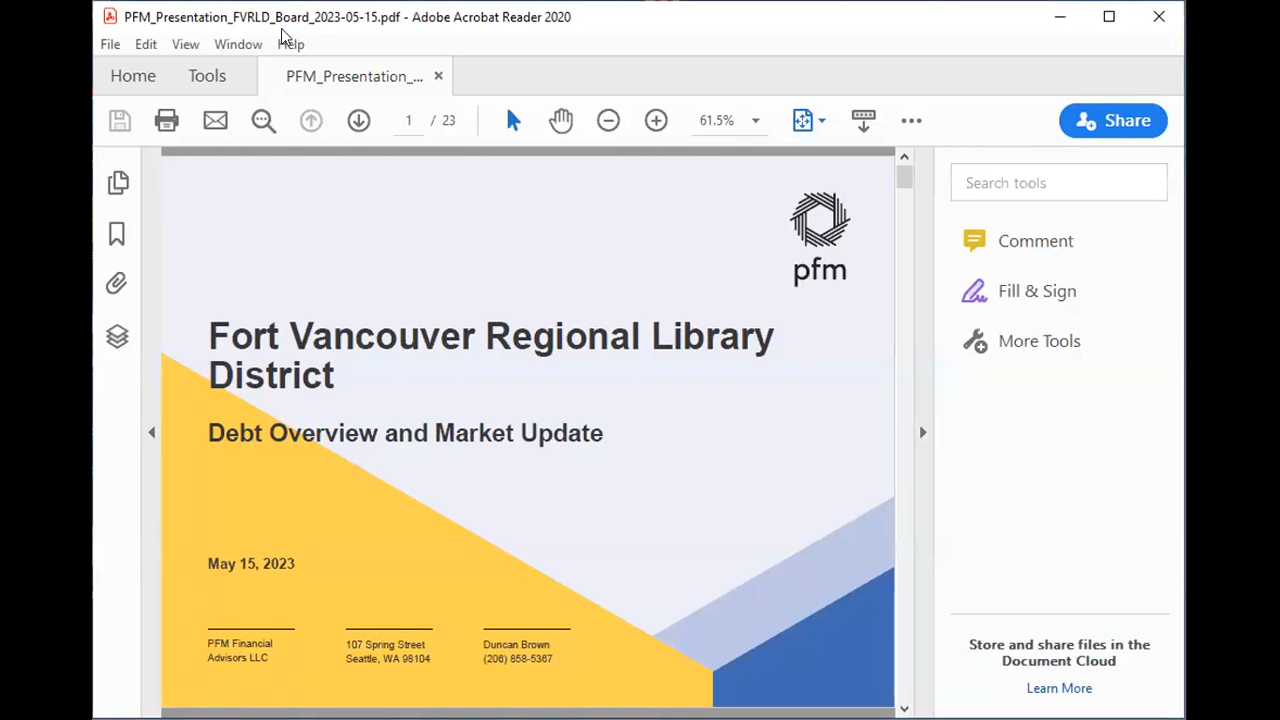 PFM_Presentation_FVRLD_Board_2023-05-15.pdf - Adobe Acrobat Reader 2020
File Edit View Window Help
Home Tools PFM_Presentation_... ×
1 / 23 61.5% Share
Search tools
Comment
Fill & Sign
More Tools
pfm
Fort Vancouver Regional Library
District
Debt Overview and Market Update
May 15, 2023
PFM Financial
Advisors LLC
107 Spring Street
Seattle, WA 98104
Duncan Brown
(206) 858-5367
Store and share files in the
Document Cloud
Learn More